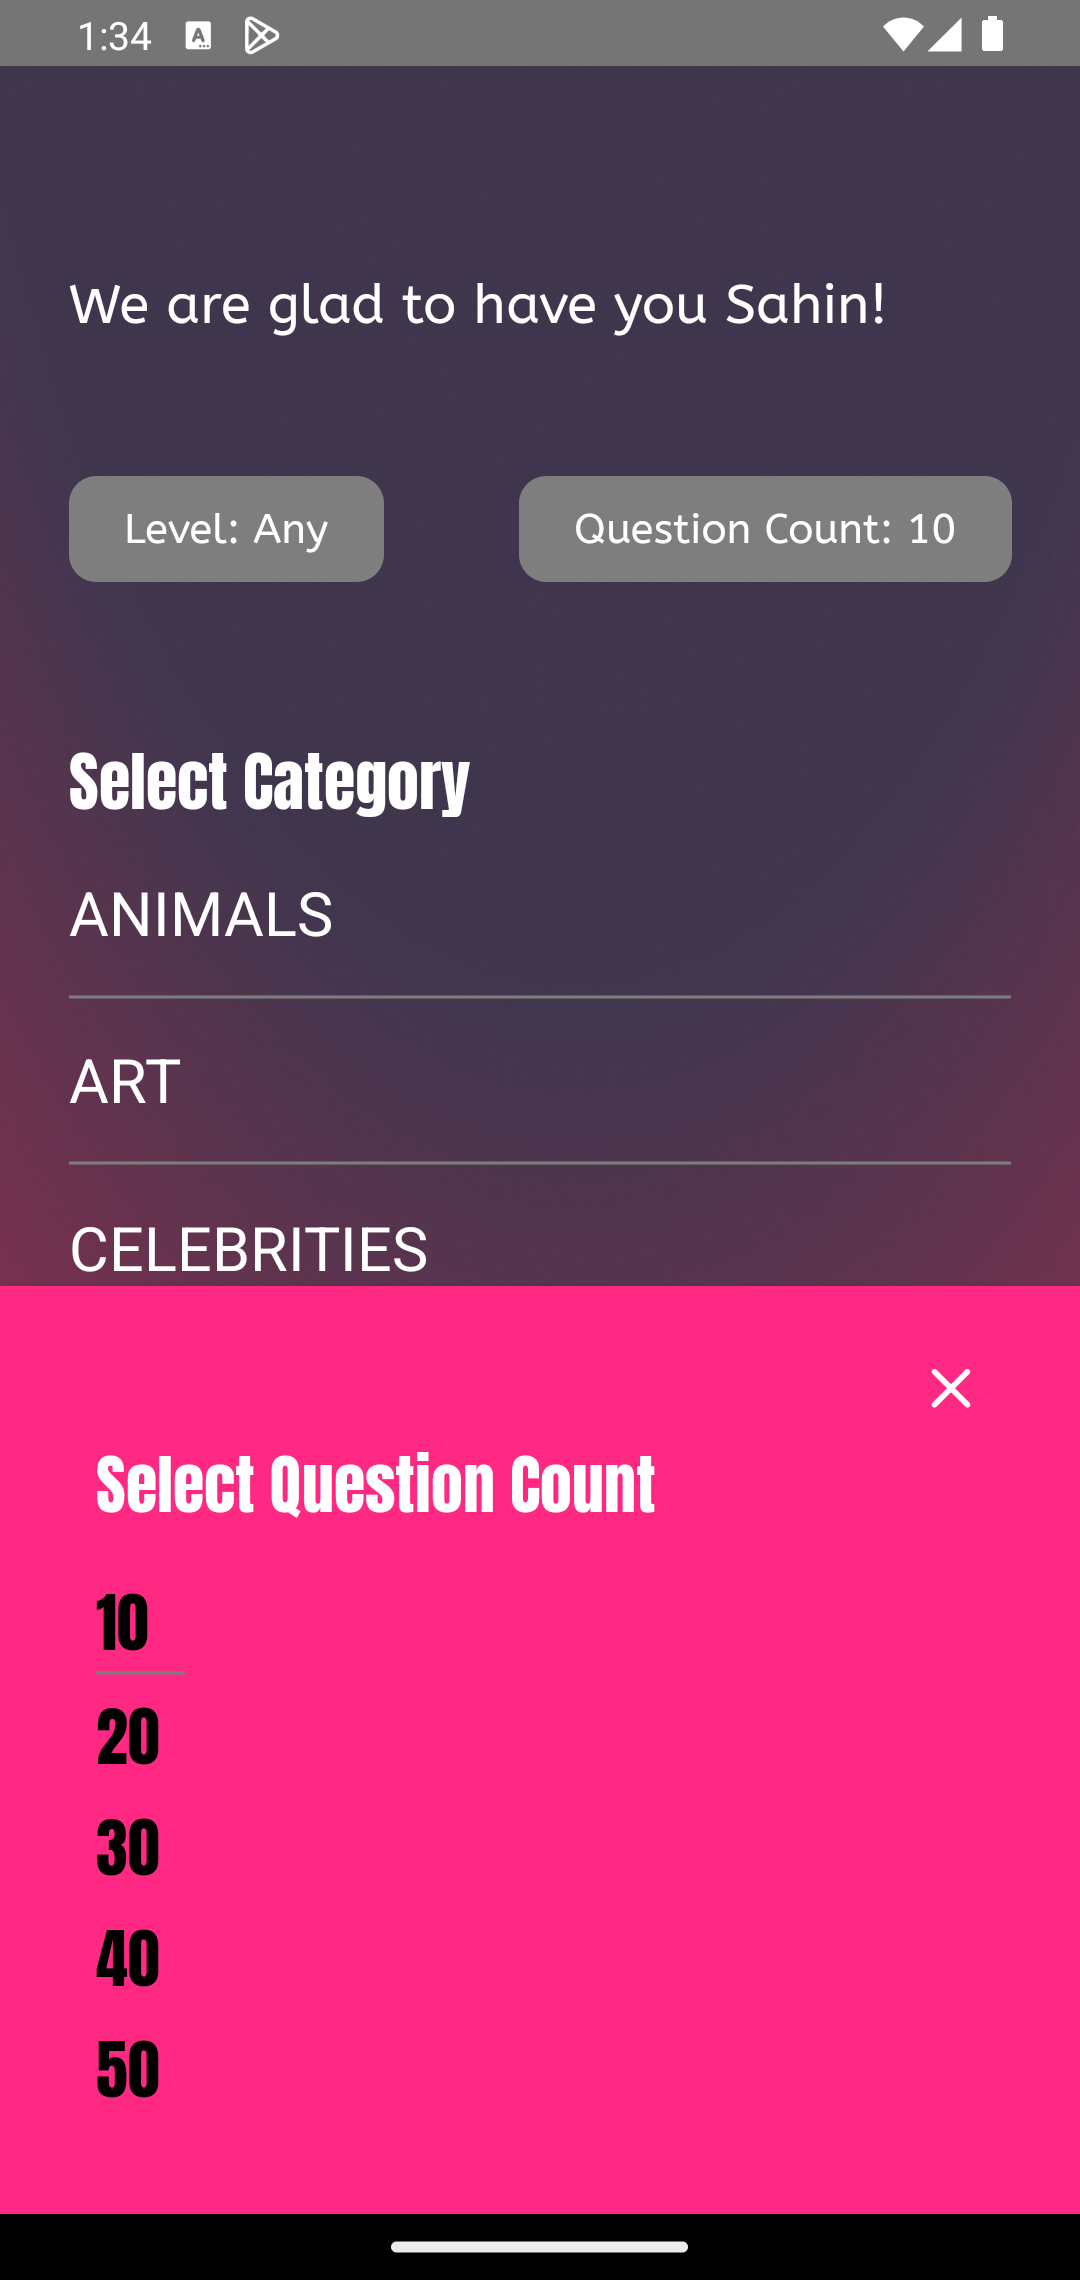 1:34
We are glad to have you Sahin!
Level: Any
Question Count: 10
Select Category
ANIMALS
ART
CELEBRITIES
Select Question Count
10
20
30
40
50